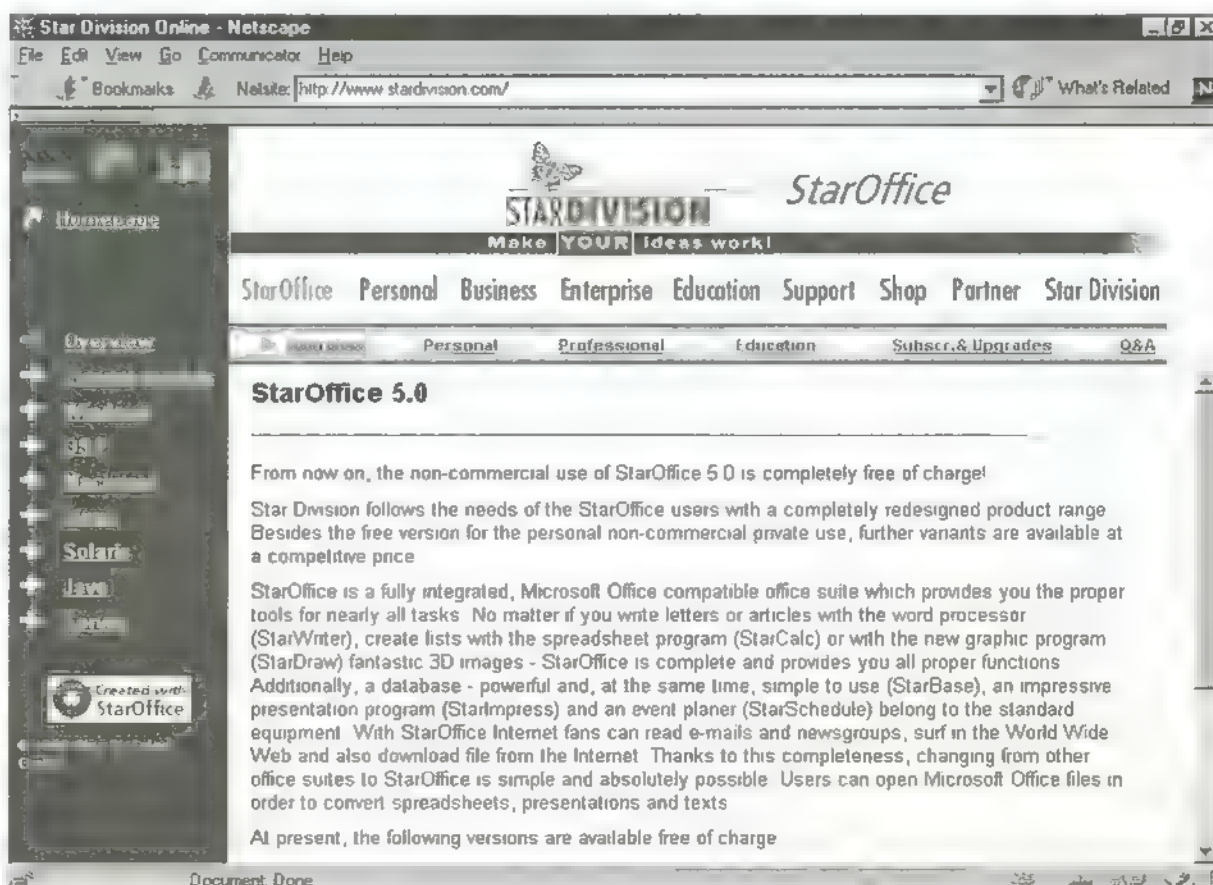 Star Division Online - Netscape
File Edit View Go Communicator Help
Bookmarks Netsite: http://www.stardivision.com/ What's Related N
STARDIVISION StarOffice
Make YOUR ideas work!
StarOffice Personal Business Enterprise Education Support Shop Partner Star Division
Personal Professional Education Subscr.& Upgrades Q&A
Homepage
Overview
Solaris
Java
Created with
StarOffice
StarOffice 5.0
From now on, the non-commercial use of StarOffice 5.0 is completely free of charge!
Star Division follows the needs of the StarOffice users with a completely redesigned product range.
Besides the free version for the personal non-commercial private use, further variants are available at
a competitive price
StarOffice is a fully integrated, Microsoft Office compatible office suite which provides you the proper
tools for nearly all tasks. No matter if you write letters or articles with the word processor
(StarWriter), create lists with the spreadsheet program (StarCalc) or with the new graphic program
(StarDraw) fantastic 3D images - StarOffice is complete and provides you all proper functions.
Additionally, a database - powerful and, at the same time, simple to use (StarBase), an impressive
presentation program (StarImpress) and an event planer (StarSchedule) belong to the standard
equipment. With StarOffice Internet fans can read e-mails and newsgroups, surf in the World Wide
Web and also download file from the Internet. Thanks to this completeness, changing from other
office suites to StarOffice is simple and absolutely possible. Users can open Microsoft Office files in
order to convert spreadsheets, presentations and texts
At present, the following versions are available free of charge
Document: Done